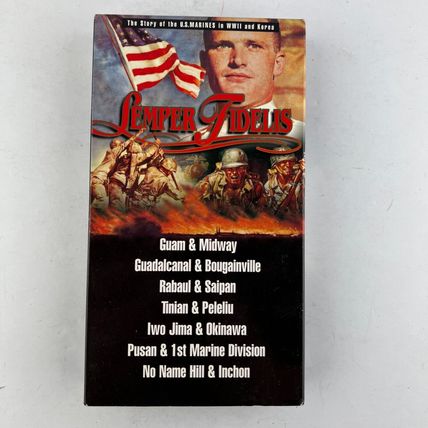 The Story of the U.S. MARINES in WWII and Korea
SEMPER FIDELIS
Guam & Midway
Guadalcanal & Bougainville
Rabaul & Saipan
Tinian & Peleliu
Iwo Jima & Okinawa
Pusan & 1st Marine Division
No Name Hill & Inchon